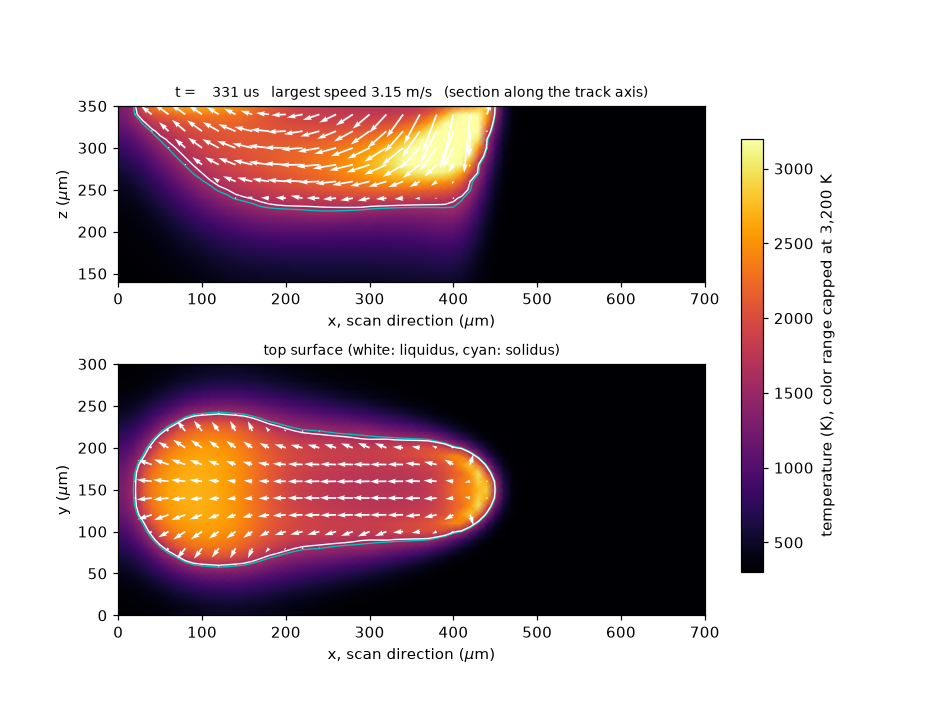 t =    331 us   largest speed 3.15 m/s   (section along the track axis)
350
300
250
200
150
z (μm)
0 100 200 300 400 500 600 700
x, scan direction (μm)
top surface (white: liquidus, cyan: solidus)
300
250
200
150
100
50
0
y (μm)
0 100 200 300 400 500 600 700
x, scan direction (μm)
3000
2500
2000
1500
1000
500
temperature (K), color range capped at 3,200 K